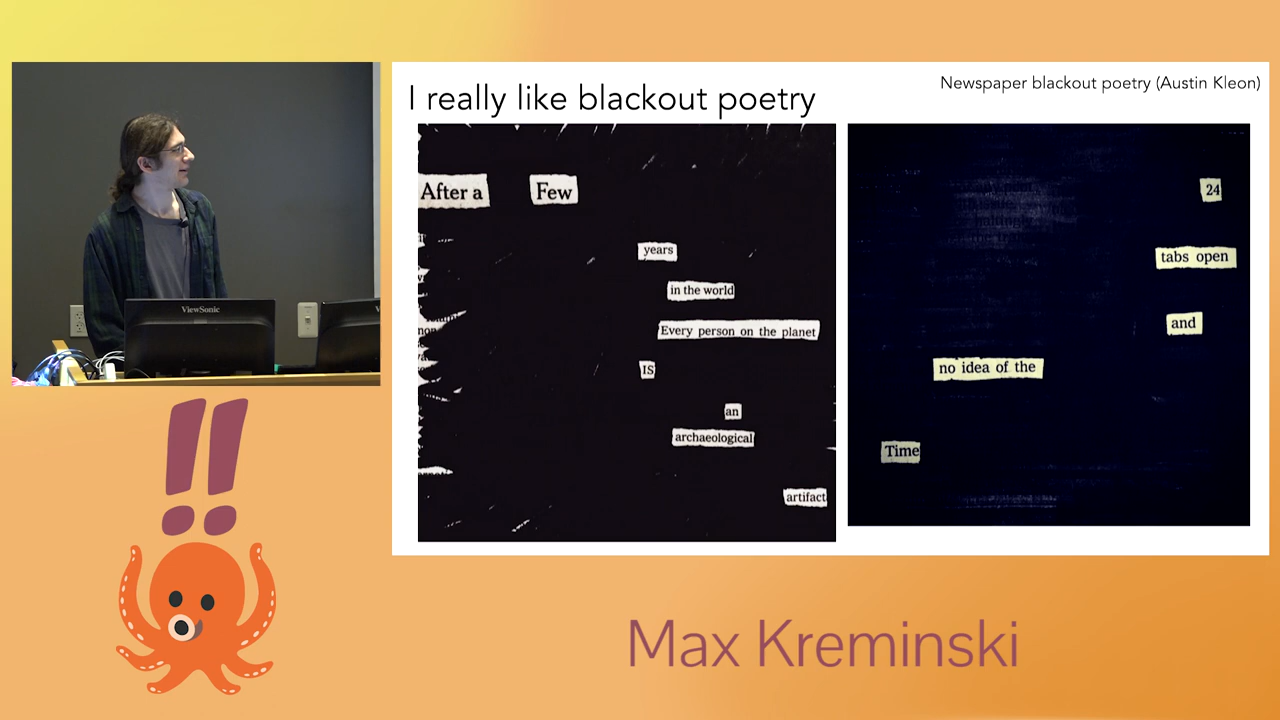 I really like blackout poetry
Newspaper blackout poetry (Austin Kleon)
After a Few
years
in the world
Every person on the planet
IS
an
archaeological
artifact
24
tabs open
and
no idea of the
Time
ViewSonic
!!
Max Kreminski